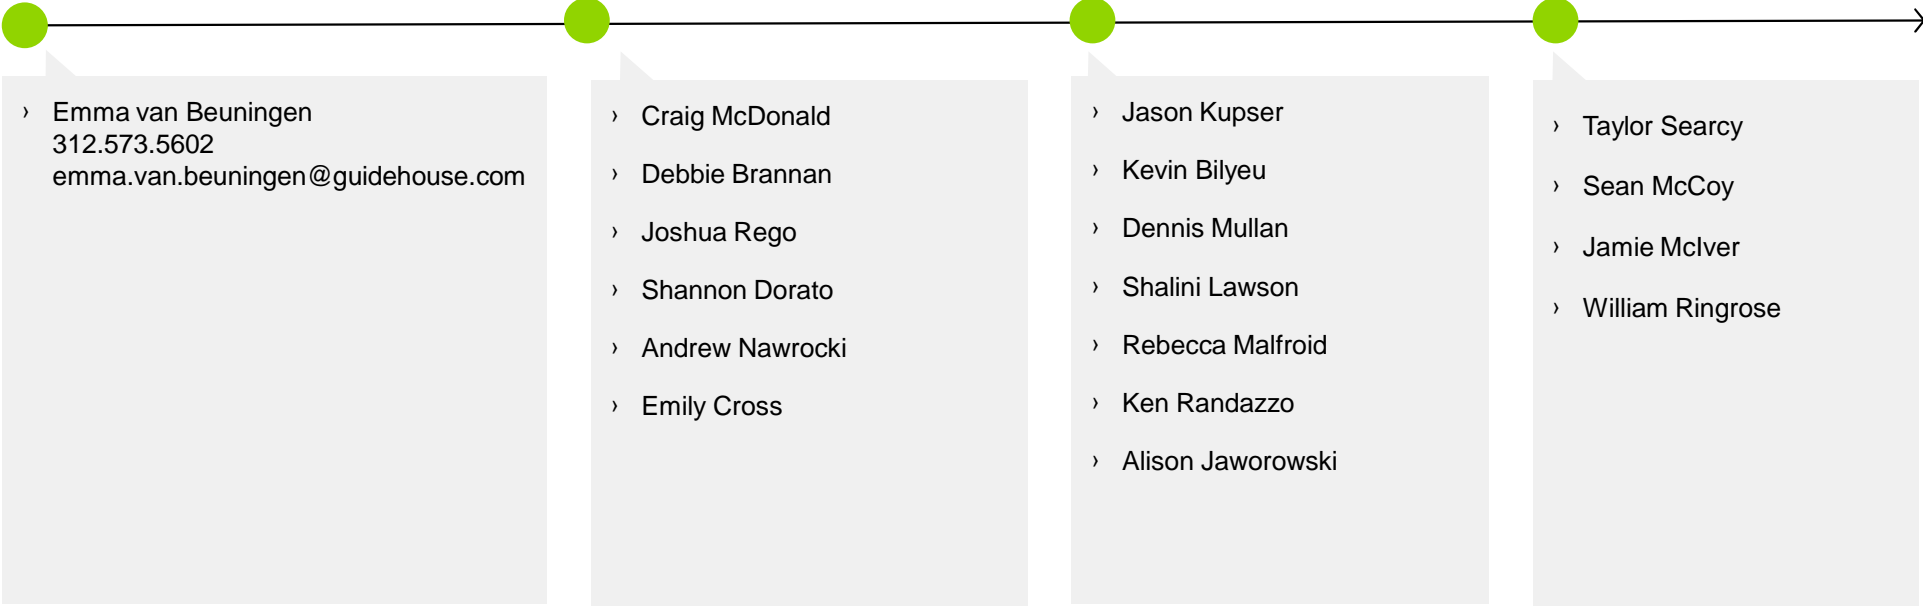 › Emma van Beuningen
312.573.5602
emma.van.beuningen@guidehouse.com
› Craig McDonald
› Debbie Brannan
› Joshua Rego
› Shannon Dorato
› Andrew Nawrocki
› Emily Cross
› Jason Kupser
› Kevin Bilyeu
› Dennis Mullan
› Shalini Lawson
› Rebecca Malfroid
› Ken Randazzo
› Alison Jaworowski
› Taylor Searcy
› Sean McCoy
› Jamie McIver
› William Ringrose